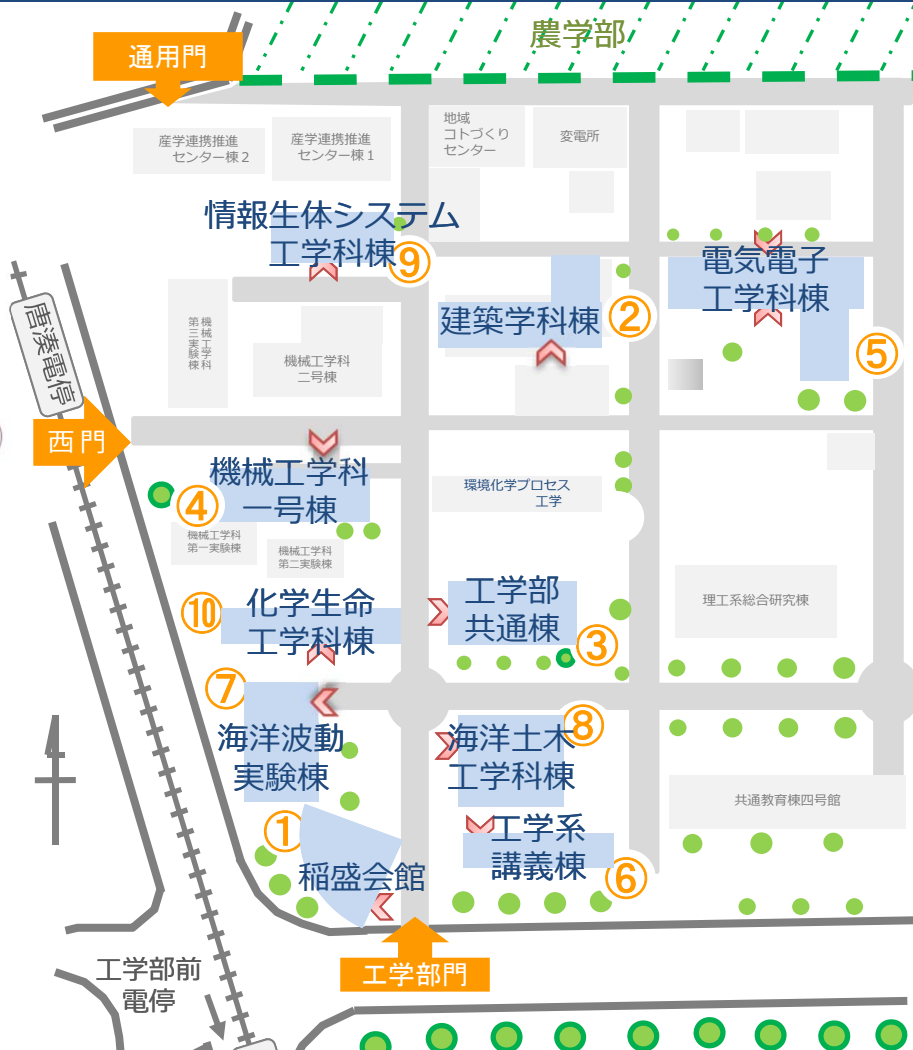 農学部
通用門
産学連携推進
センター棟２
産学連携推進
センター棟１
地域
コトづくり
センター
変電所
情報生体システム
工学科棟
⑨
電気電子
工学科棟
⑤
建築学科棟
②
機械工学科
第三実験棟
機械工学科
二号棟
唐湊電停
西門
機械工学科
一号棟
④
環境化学プロセス
工学
機械工学科
第一実験棟
機械工学科
第二実験棟
化学生命
工学科棟
⑩
工学部
共通棟
③
理工系総合研究棟
⑦
海洋波動
実験棟
海洋土木
工学科棟
⑧
共通教育棟四号館
①
稲盛会館
工学系
講義棟
⑥
工学部門
工学部前
電停